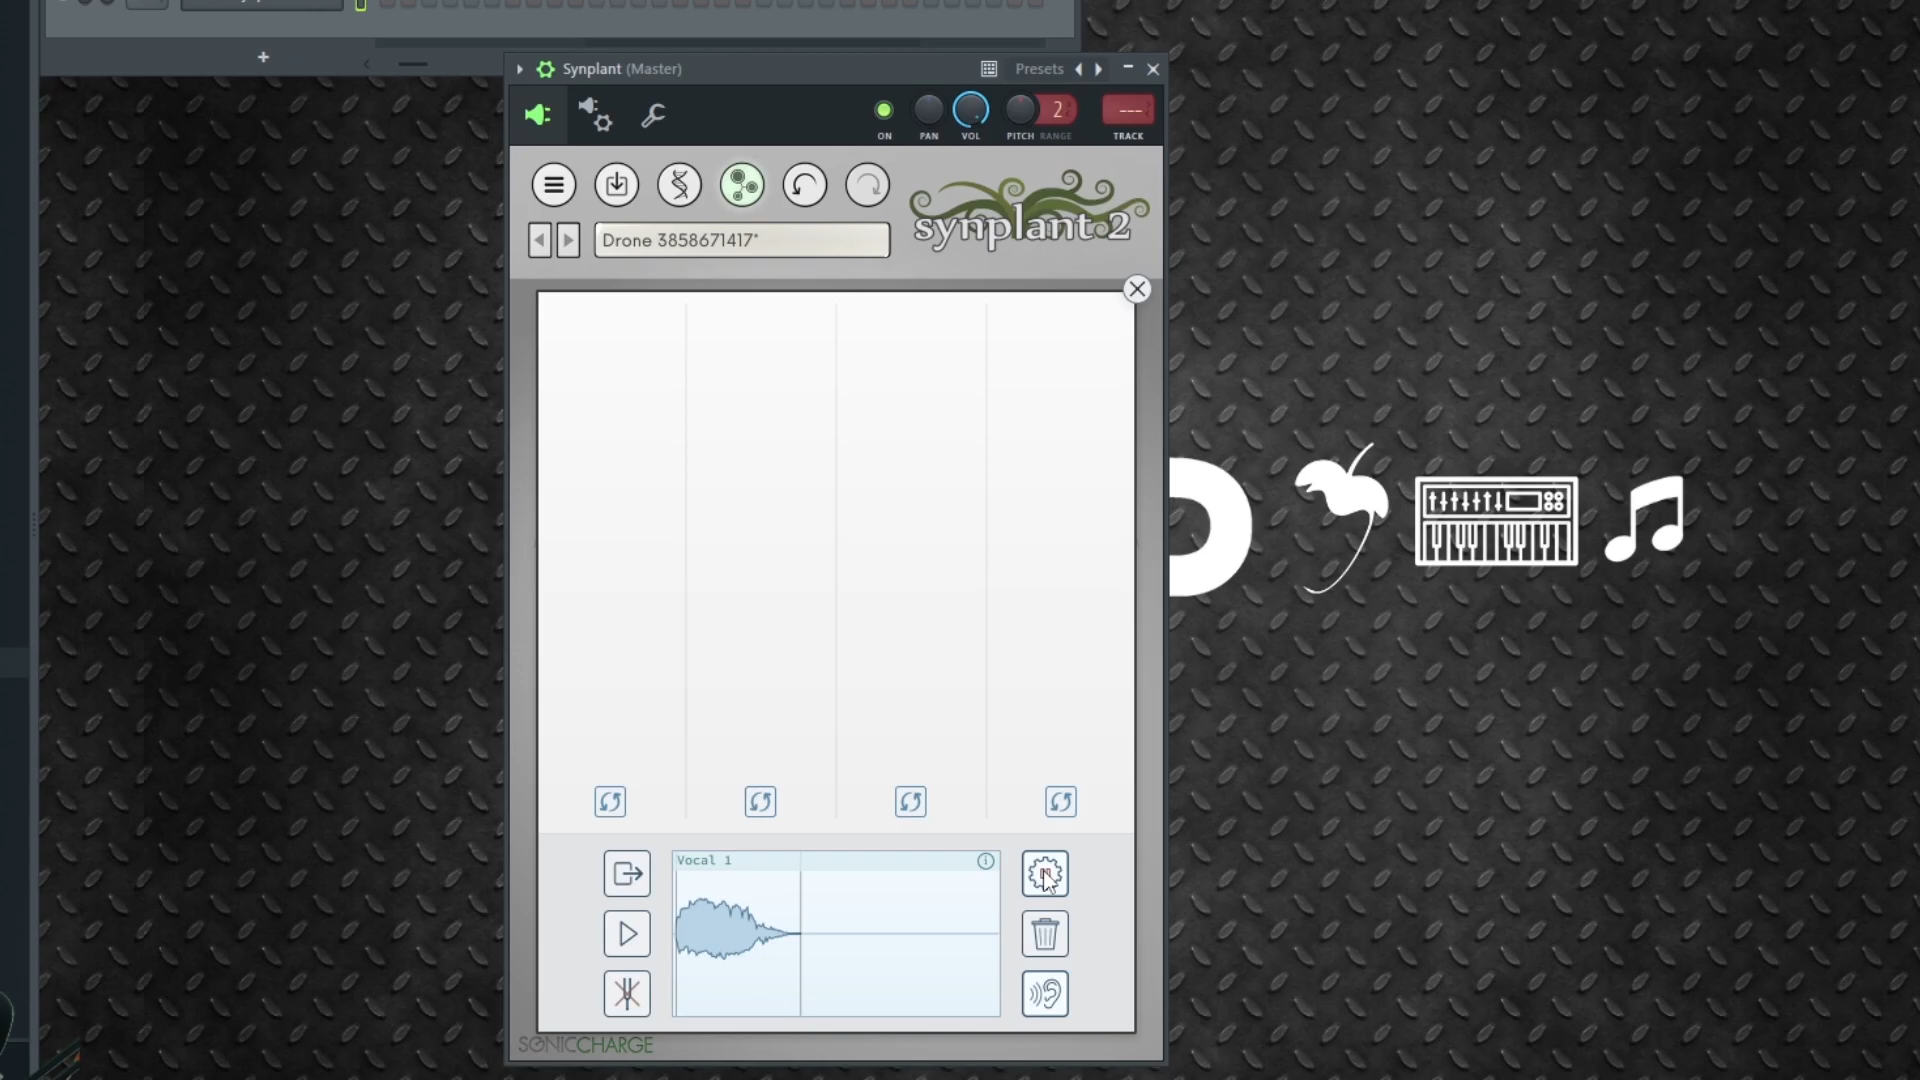 +
Synplant (Master)
Presets
2
---
ON
PAN
VOL
PITCH RANGE
TRACK
synplant 2
Drone 3858671417*
Vocal 1
SONICCHARGE